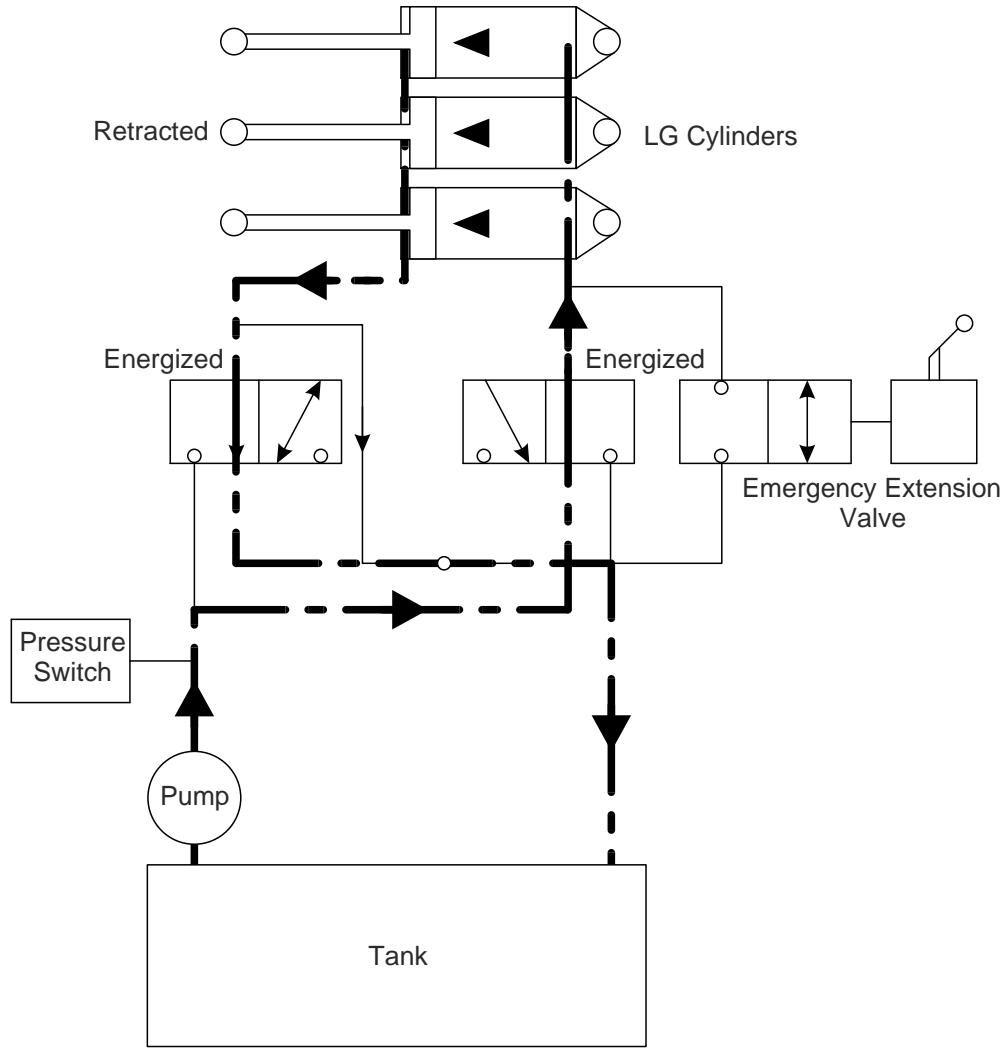 Retracted
LG Cylinders
Energized
Energized
Emergency Extension
Valve
Pressure
Switch
Pump
Tank